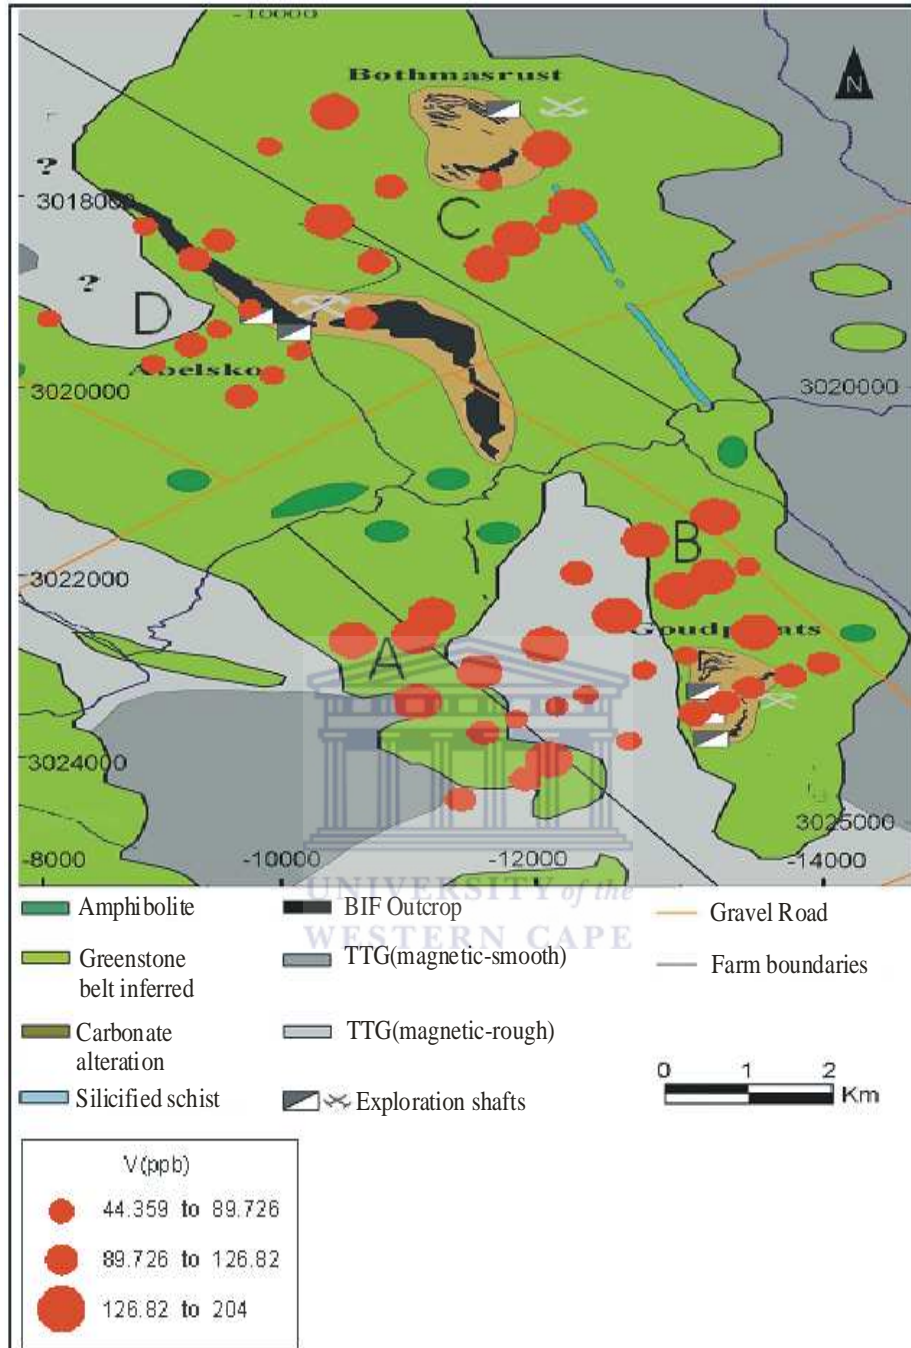 -10000
Bothmasrust
N
?
3018000
C
?
D
3020000
3020000
B
3022000
A
3024000
3025000
-8000
-10000
-12000
-14000
UNIVERSITY of the
WESTERN CAPE
Amphibolite
BIF Outcrop
Gravel Road
Greenstone
belt inferred
TTG(magnetic-smooth)
Farm boundaries
Carbonate
alteration
TTG(magnetic-rough)
Silicified schist
Exploration shafts
0 1 2
Km
V(ppb)
44.359 to 89.726
89.726 to 126.82
126.82 to 204